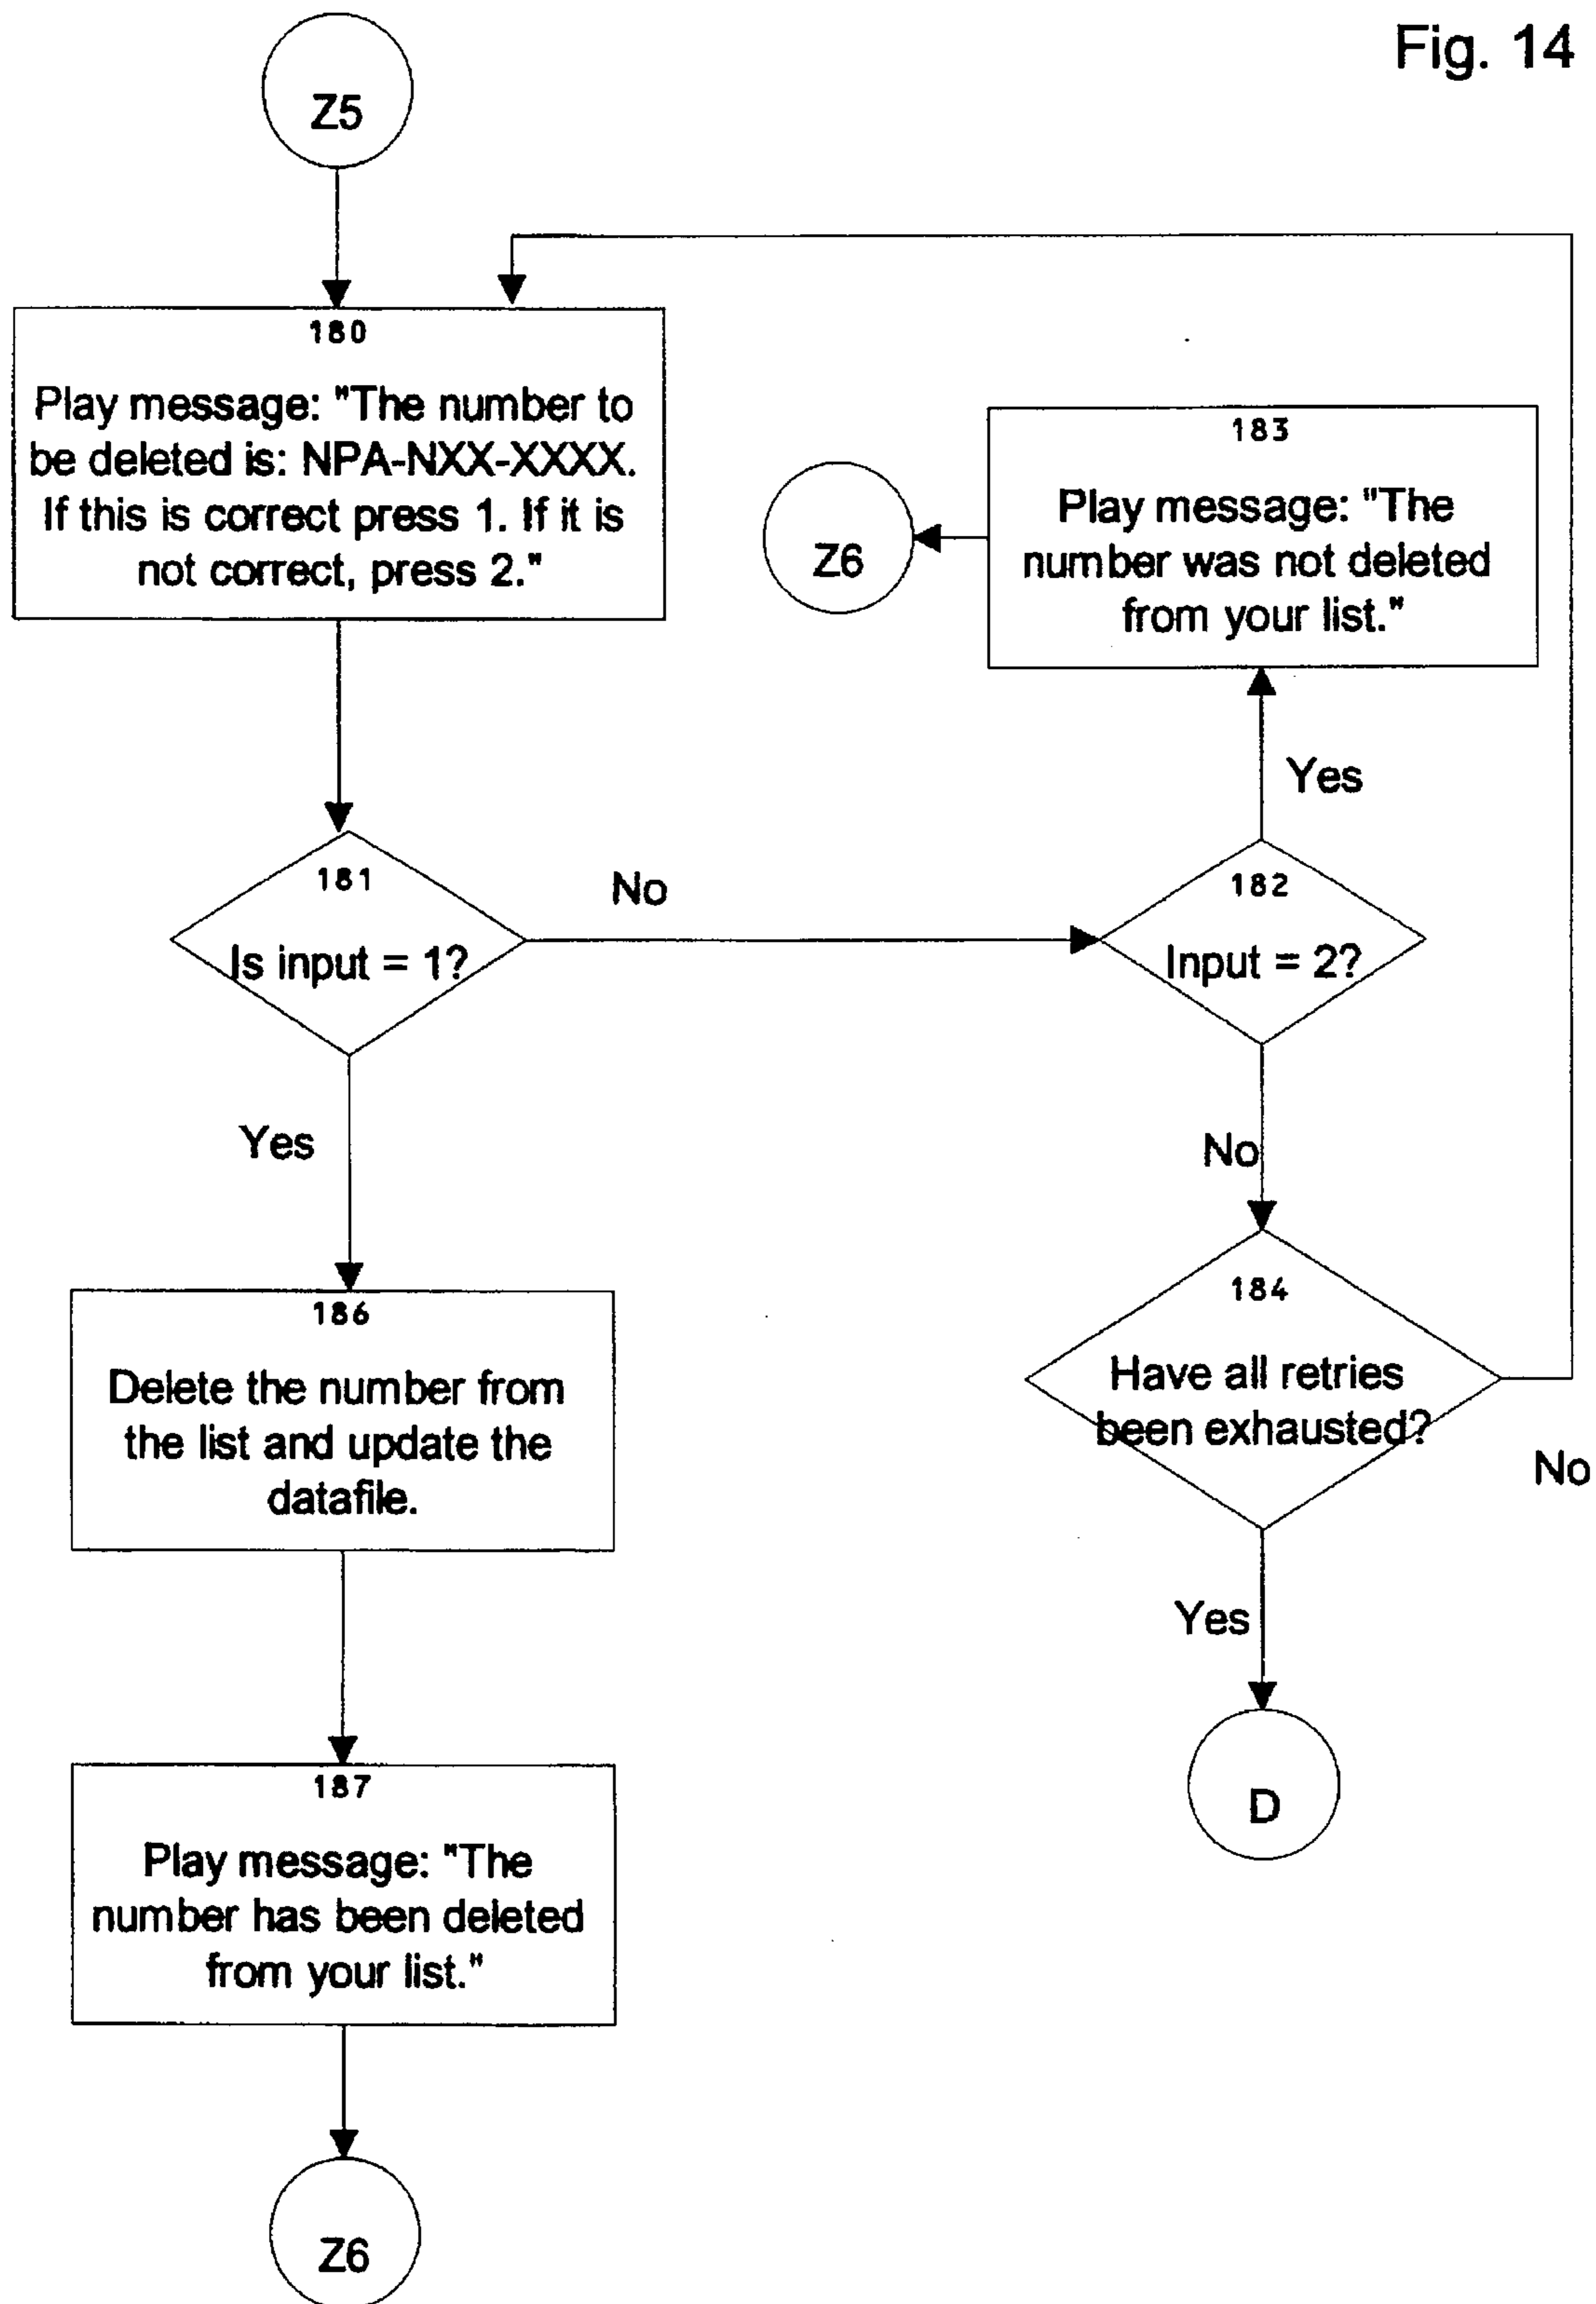 Fig. 14
Z5
180
Play message: "The number to
be deleted is: NPA-NXX-XXXX.
If this is correct press 1. If it is
not correct, press 2."
183
Play message: "The
number was not deleted
from your list."
Z6
Yes
181
Is input = 1?
No
182
Input = 2?
Yes
No
184
Have all retries
been exhausted?
No
186
Delete the number from
the list and update the
datafile.
Yes
D
187
Play message: "The
number has been deleted
from your list."
Z6